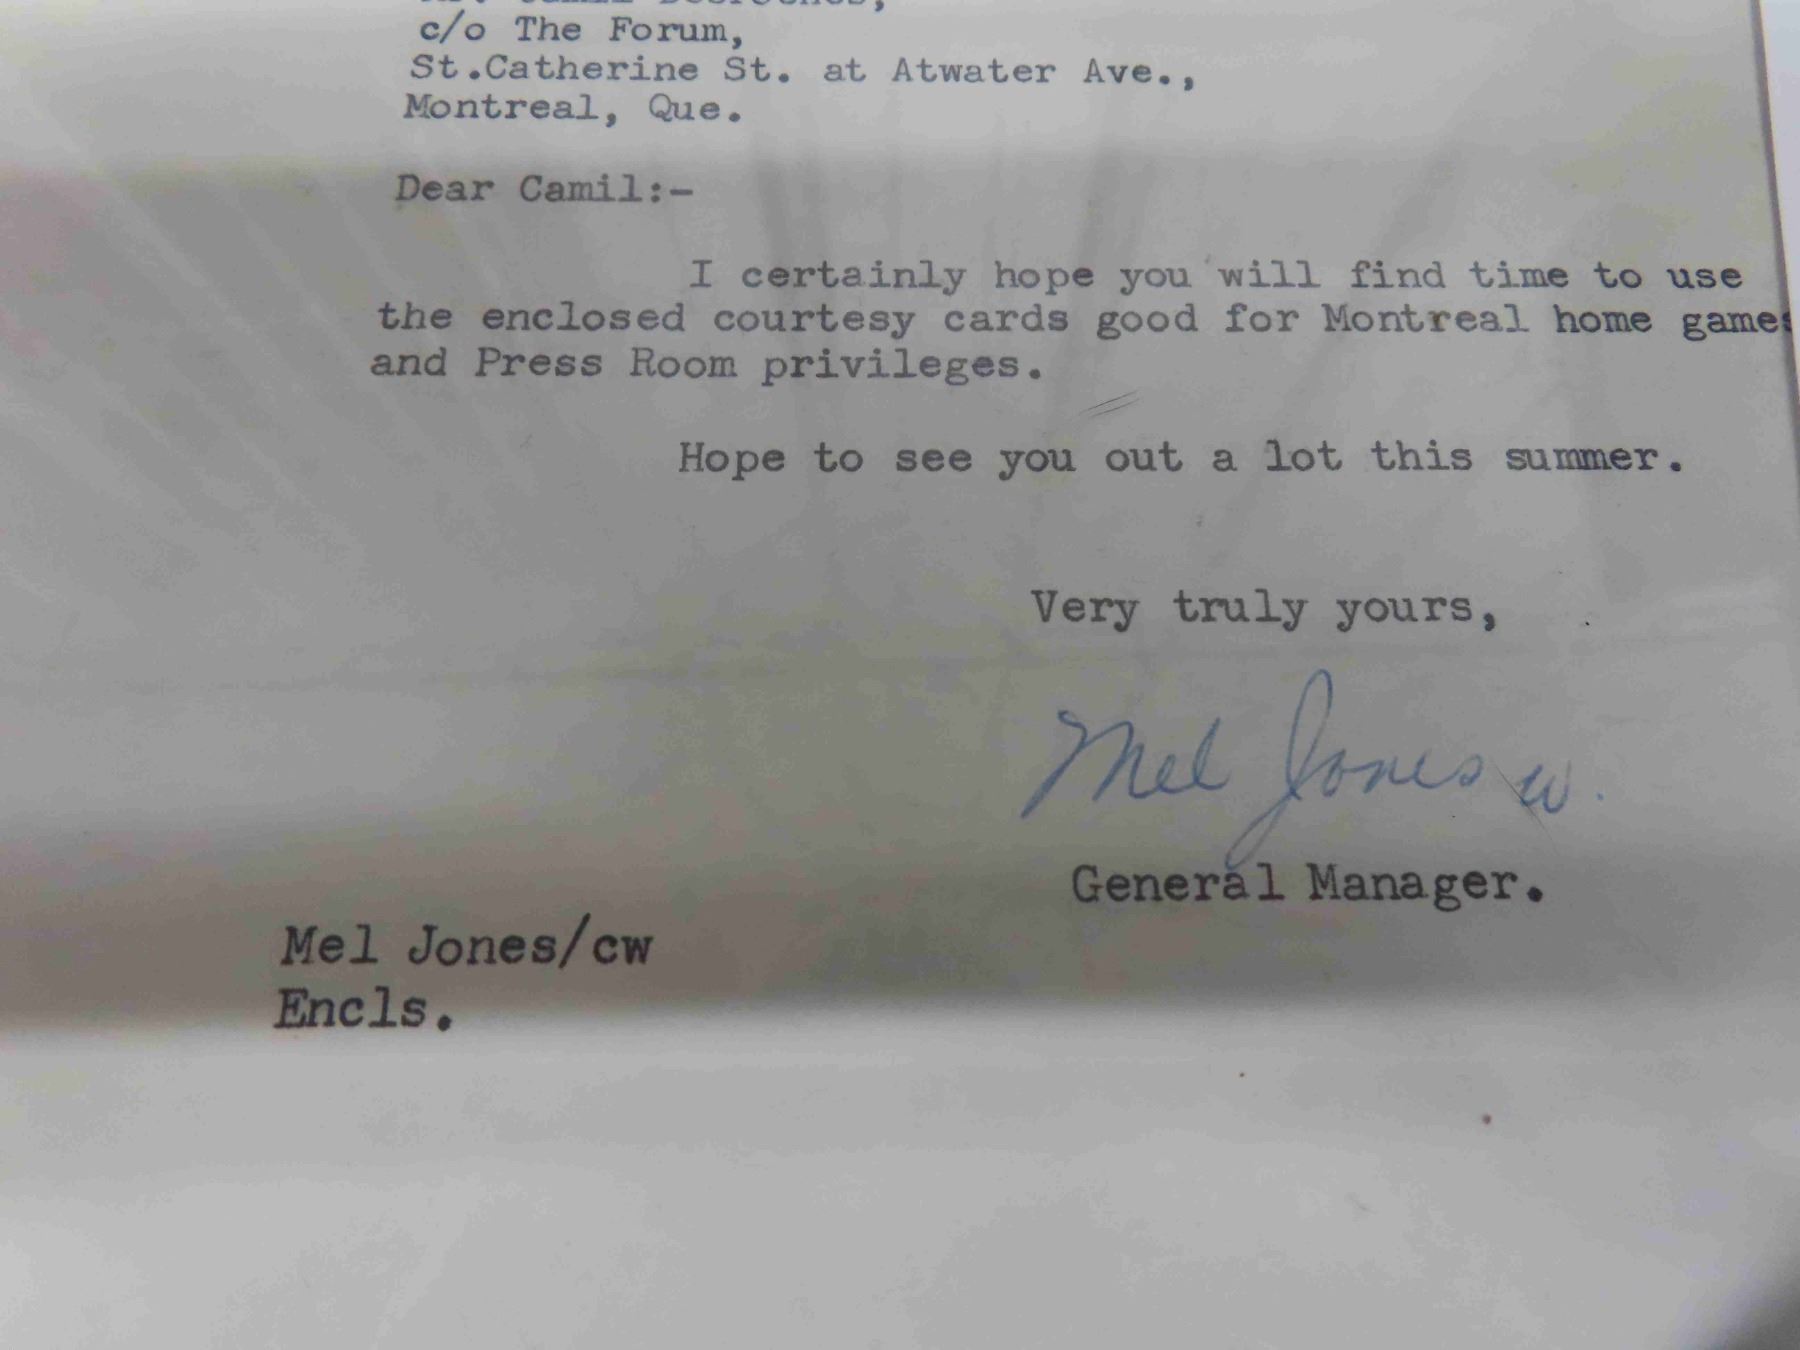 c/o The Forum,
St.Catherine St. at Atwater Ave.,
Montreal, Que.
Dear Camil:-
I certainly hope you will find time to use
the enclosed courtesy cards good for Montreal home games
and Press Room privileges.
Hope to see you out a lot this summer.
Very truly yours,
Mel Jones w.
General Manager.
Mel Jones/cw
Encls.